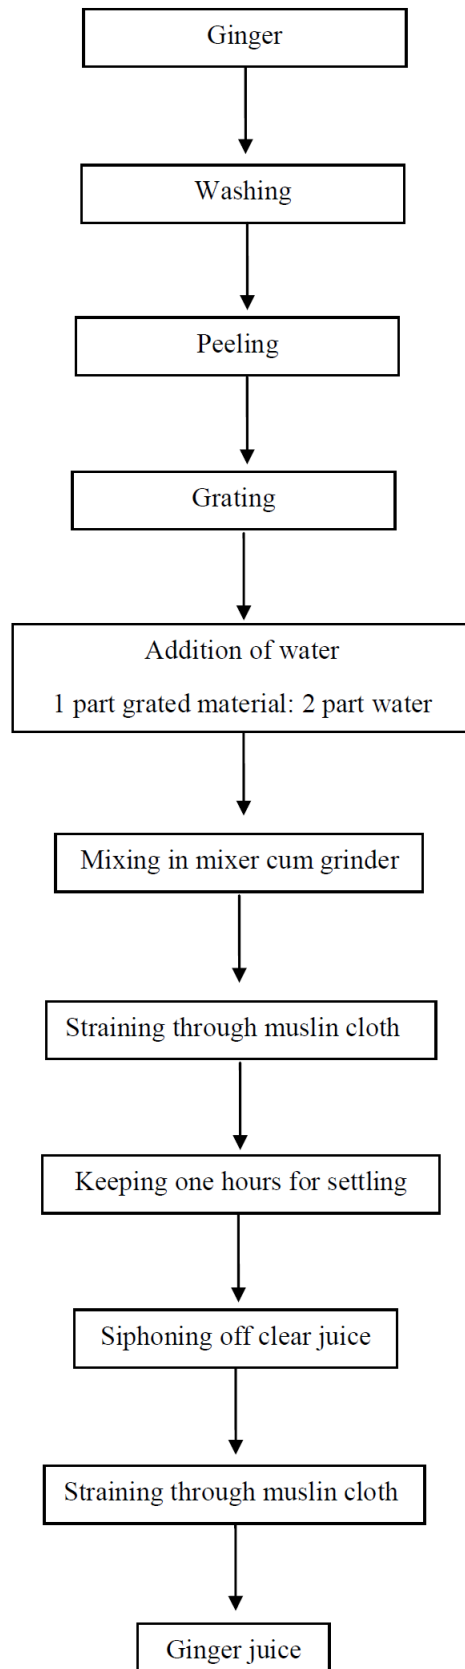 Ginger
Washing
Peeling
Grating
Addition of water
1 part grated material: 2 part water
Mixing in mixer cum grinder
Straining through muslin cloth
Keeping one hours for settling
Siphoning off clear juice
Straining through muslin cloth
Ginger juice